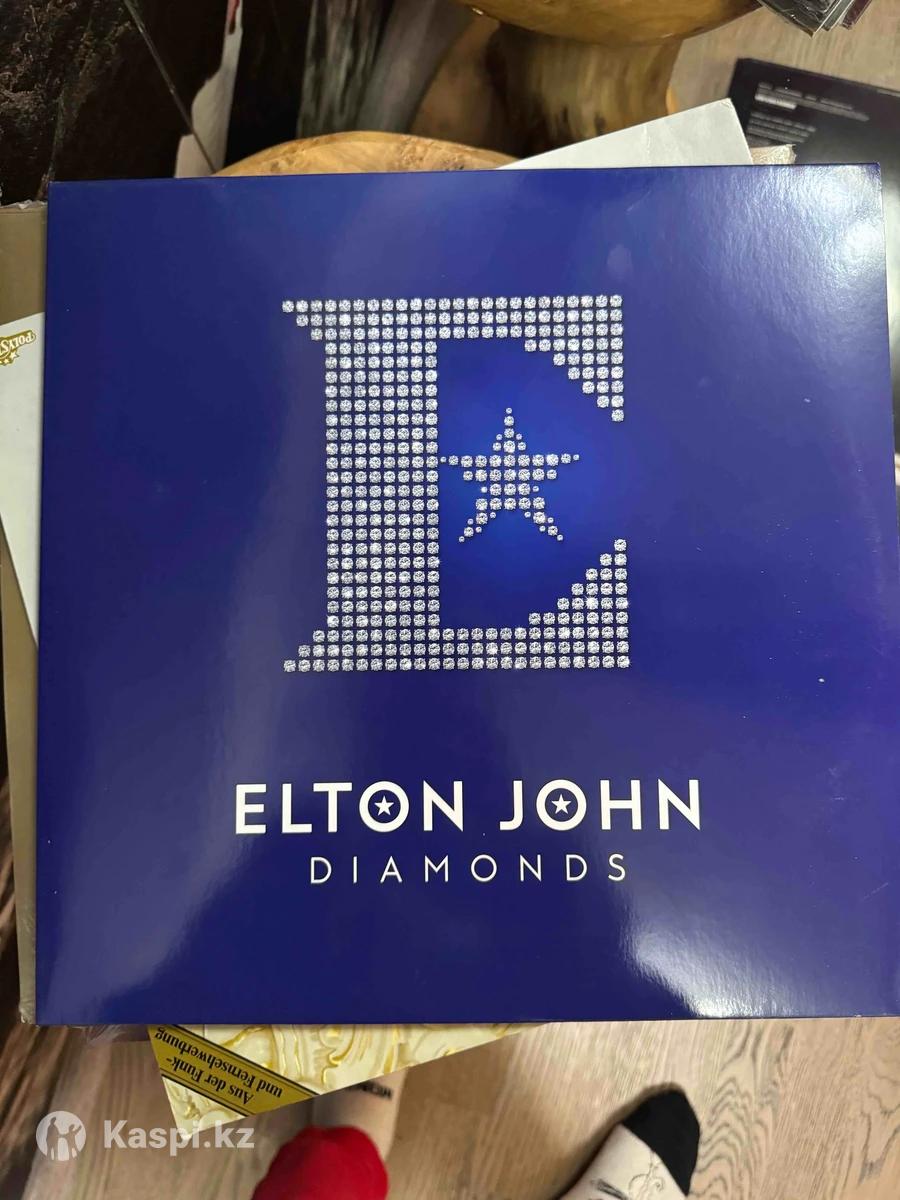 ELTON JOHN
DIAMONDS
Aus der Funk-
und Fernsehwerbung
Kaspi.kz